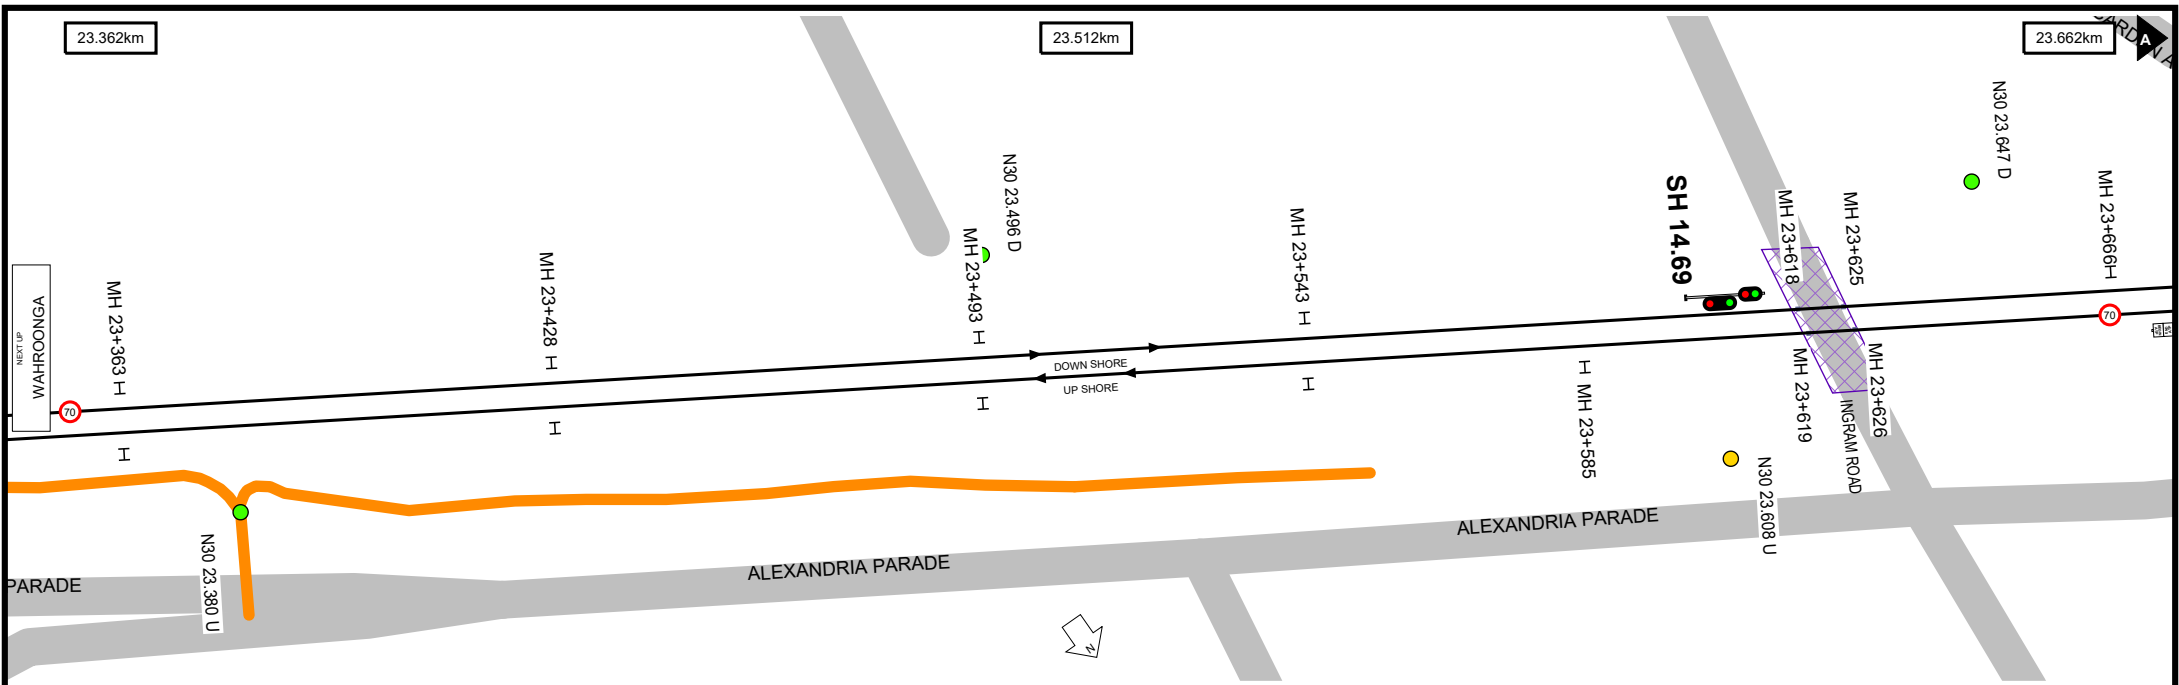 23.362km
23.512km
23.662km
A
N30 23.647 D
N30 23.496 D
MH 23+666
SH 14.69
MH 23+618
MH 23+625
MH 23+543
MH 23+493
MH 23+428
MH 23+363
NEXT UP
WAHROONGA
70
70
DOWN SHORE
UP SHORE
MH 23+585
MH 23+619
MH 23+626
INGRAM ROAD
N30 23.608 U
ALEXANDRIA PARADE
ALEXANDRIA PARADE
PARADE
N30 23.380 U
N